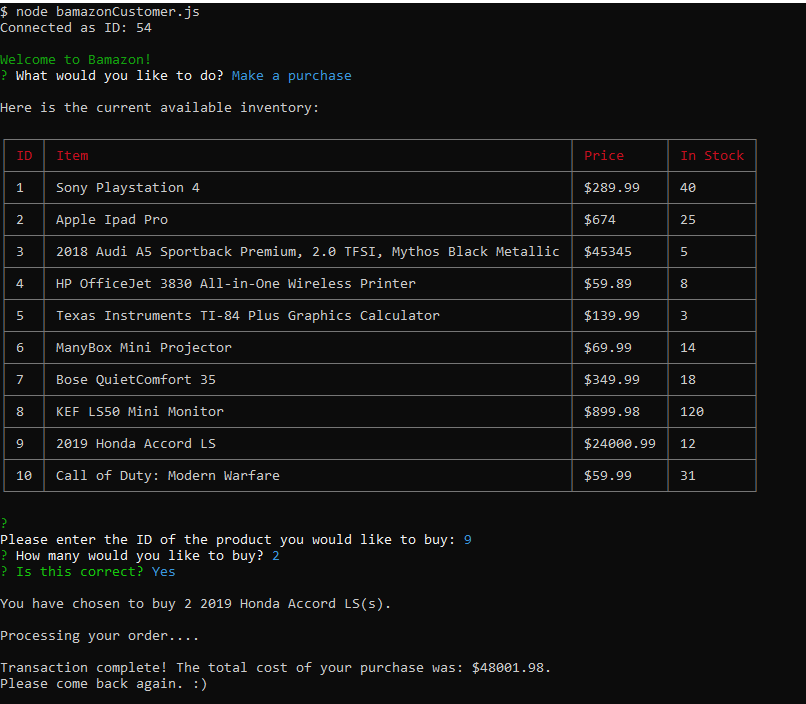 $ node bamazonCustomer.js
Connected as ID: 54
Welcome to Bamazon!
? What would you like to do? Make a purchase
Here is the current available inventory:
ID Item Price In Stock
1 Sony Playstation 4 $289.99 40
2 Apple Ipad Pro $674 25
3 2018 Audi A5 Sportback Premium, 2.0 TFSI, Mythos Black Metallic $45345 5
4 HP OfficeJet 3830 All-in-One Wireless Printer $59.89 8
5 Texas Instruments TI-84 Plus Graphics Calculator $139.99 3
6 ManyBox Mini Projector $69.99 14
7 Bose QuietComfort 35 $349.99 18
8 KEF LS50 Mini Monitor $899.98 120
9 2019 Honda Accord LS $24000.99 12
10 Call of Duty: Modern Warfare $59.99 31
?
Please enter the ID of the product you would like to buy: 9
? How many would you like to buy? 2
? Is this correct? Yes
You have chosen to buy 2 2019 Honda Accord LS(s).
Processing your order....
Transaction complete! The total cost of your purchase was: $48001.98.
Please come back again. :)